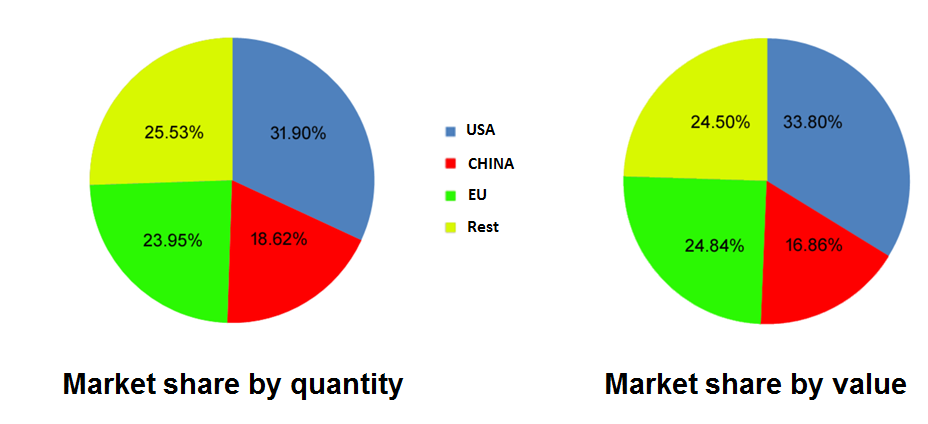 25.53%
31.90%
23.95%
18.62%
USA
CHINA
EU
Rest
24.50%
33.80%
24.84%
16.86%
Market share by quantity
Market share by value